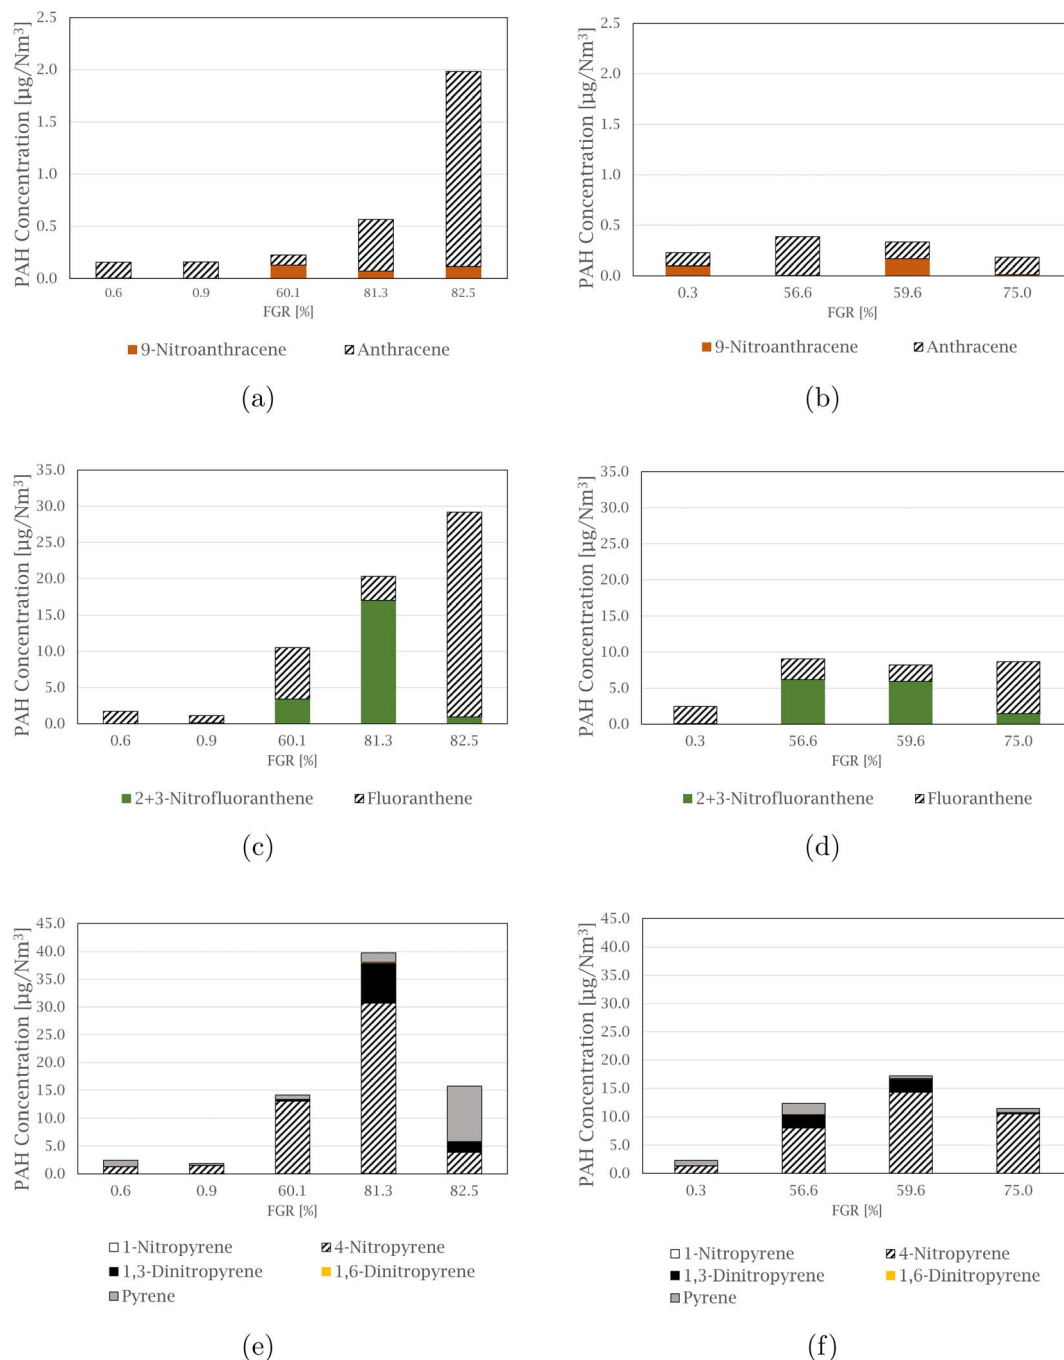 PAH Concentration [µg/Nm³]
2.5
2.0
1.5
1.0
0.5
0.0
0.6 0.9 60.1 81.3 82.5
FGR [%]
9-Nitroanthracene Anthracene
(a)
PAH Concentration [µg/Nm³]
2.5
2.0
1.5
1.0
0.5
0.0
0.3 56.6 59.6 75.0
FGR [%]
9-Nitroanthracene Anthracene
(b)
PAH Concentration [µg/Nm³]
35.0
30.0
25.0
20.0
15.0
10.0
5.0
0.0
0.6 0.9 60.1 81.3 82.5
FGR [%]
2+3-Nitrofluoranthene Fluoranthene
(c)
PAH Concentration [µg/Nm³]
35.0
30.0
25.0
20.0
15.0
10.0
5.0
0.0
0.3 56.6 59.6 75.0
FGR [%]
2+3-Nitrofluoranthene Fluoranthene
(d)
PAH Concentration [µg/Nm³]
45.0
40.0
35.0
30.0
25.0
20.0
15.0
10.0
5.0
0.0
0.6 0.9 60.1 81.3 82.5
FGR [%]
1-Nitropyrene 4-Nitropyrene
1,3-Dinitropyrene 1,6-Dinitropyrene
Pyrene
(e)
PAH Concentration [µg/Nm³]
45.0
40.0
35.0
30.0
25.0
20.0
15.0
10.0
5.0
0.0
0.3 56.6 59.6 75.0
FGR [%]
1-Nitropyrene 4-Nitropyrene
1,3-Dinitropyrene 1,6-Dinitropyrene
Pyrene
(f)